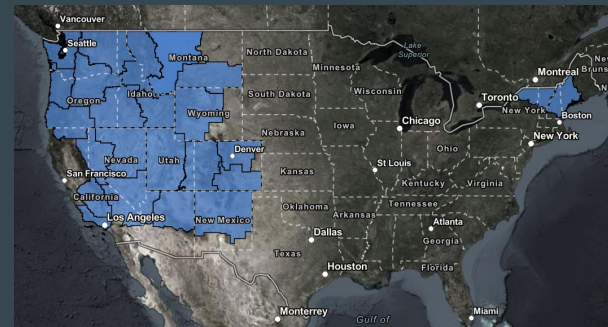 Vancouver
Seattle
Montana
North Dakota
Minnesota
Lake
Superior
Montreal
Oregon
Idaho
South Dakota
Wisconsin
Toronto
New York
Boston
Wyoming
Iowa
Chicago
New York
Nebraska
Nevada
Utah
Denver
Ohio
San Francisco
Kansas
St Louis
Kentucky
Virginia
California
Los Angeles
New Mexico
Oklahoma
Arkansas
Tennessee
Atlanta
Dallas
Georgia
Texas
Houston
Florida
Monterrey
Gulf of
Miami